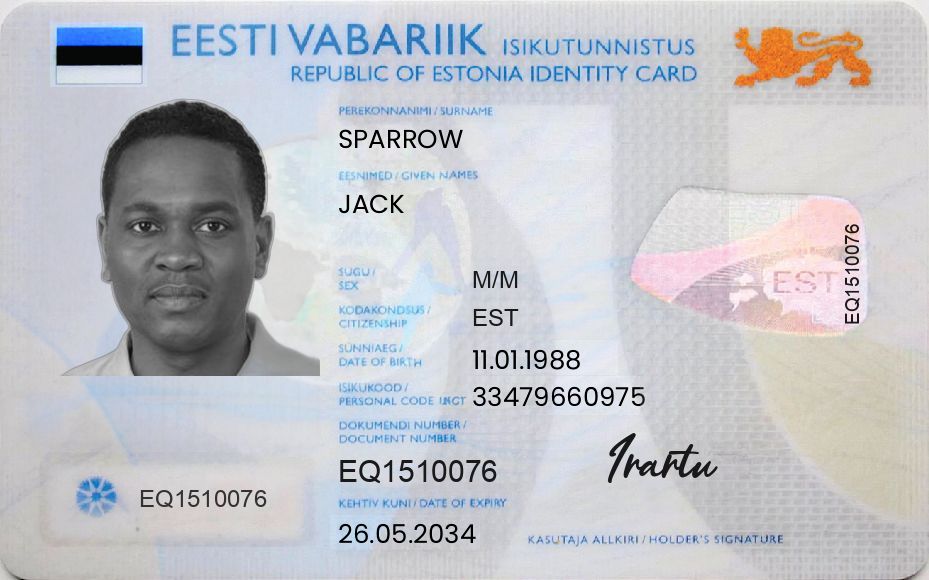 EESTI VABARIIK ISIKUTUNNISTUS
REPUBLIC OF ESTONIA IDENTITY CARD
PEREKONNANIMI / SURNAME
SPARROW
EESNIMED / GIVEN NAMES
JACK
SUGU / SEX
M/M
KODAKONDSUS / CITIZENSHIP
EST
SÜNNIAEG / DATE OF BIRTH
11.01.1988
ISIKUKOOD / PERSONAL CODE
33479660975
DOKUMENDI NUMBER / DOCUMENT NUMBER
EQ1510076
KEHTIV KUNI / DATE OF EXPIRY
26.05.2034
KASUTAJA ALLKIRI / HOLDER'S SIGNATURE
EQ1510076
EST
EQ1510076